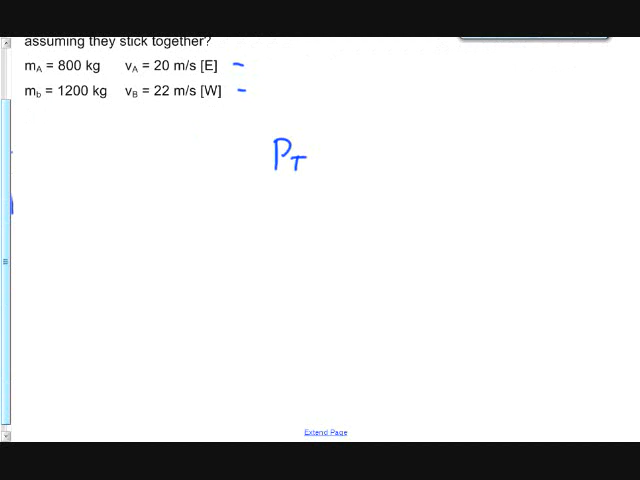 assuming they stick together?
mA = 800 kg vA = 20 m/s [E] -
mb = 1200 kg vB = 22 m/s [W] -
PT
Extend Page